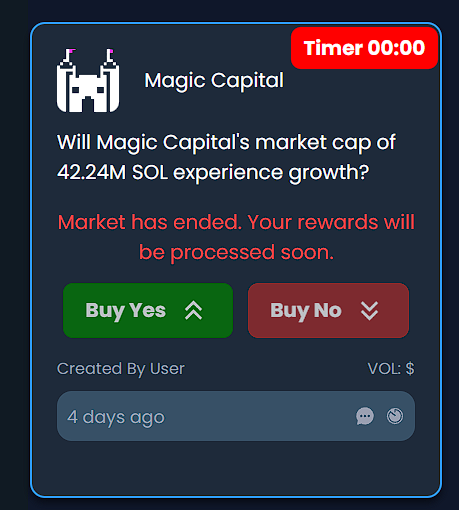 Timer 00:00
Magic Capital
Will Magic Capital's market cap of
42.24M SOL experience growth?
Market has ended. Your rewards will
be processed soon.
Buy Yes
Buy No
Created By User
VOL: $
4 days ago